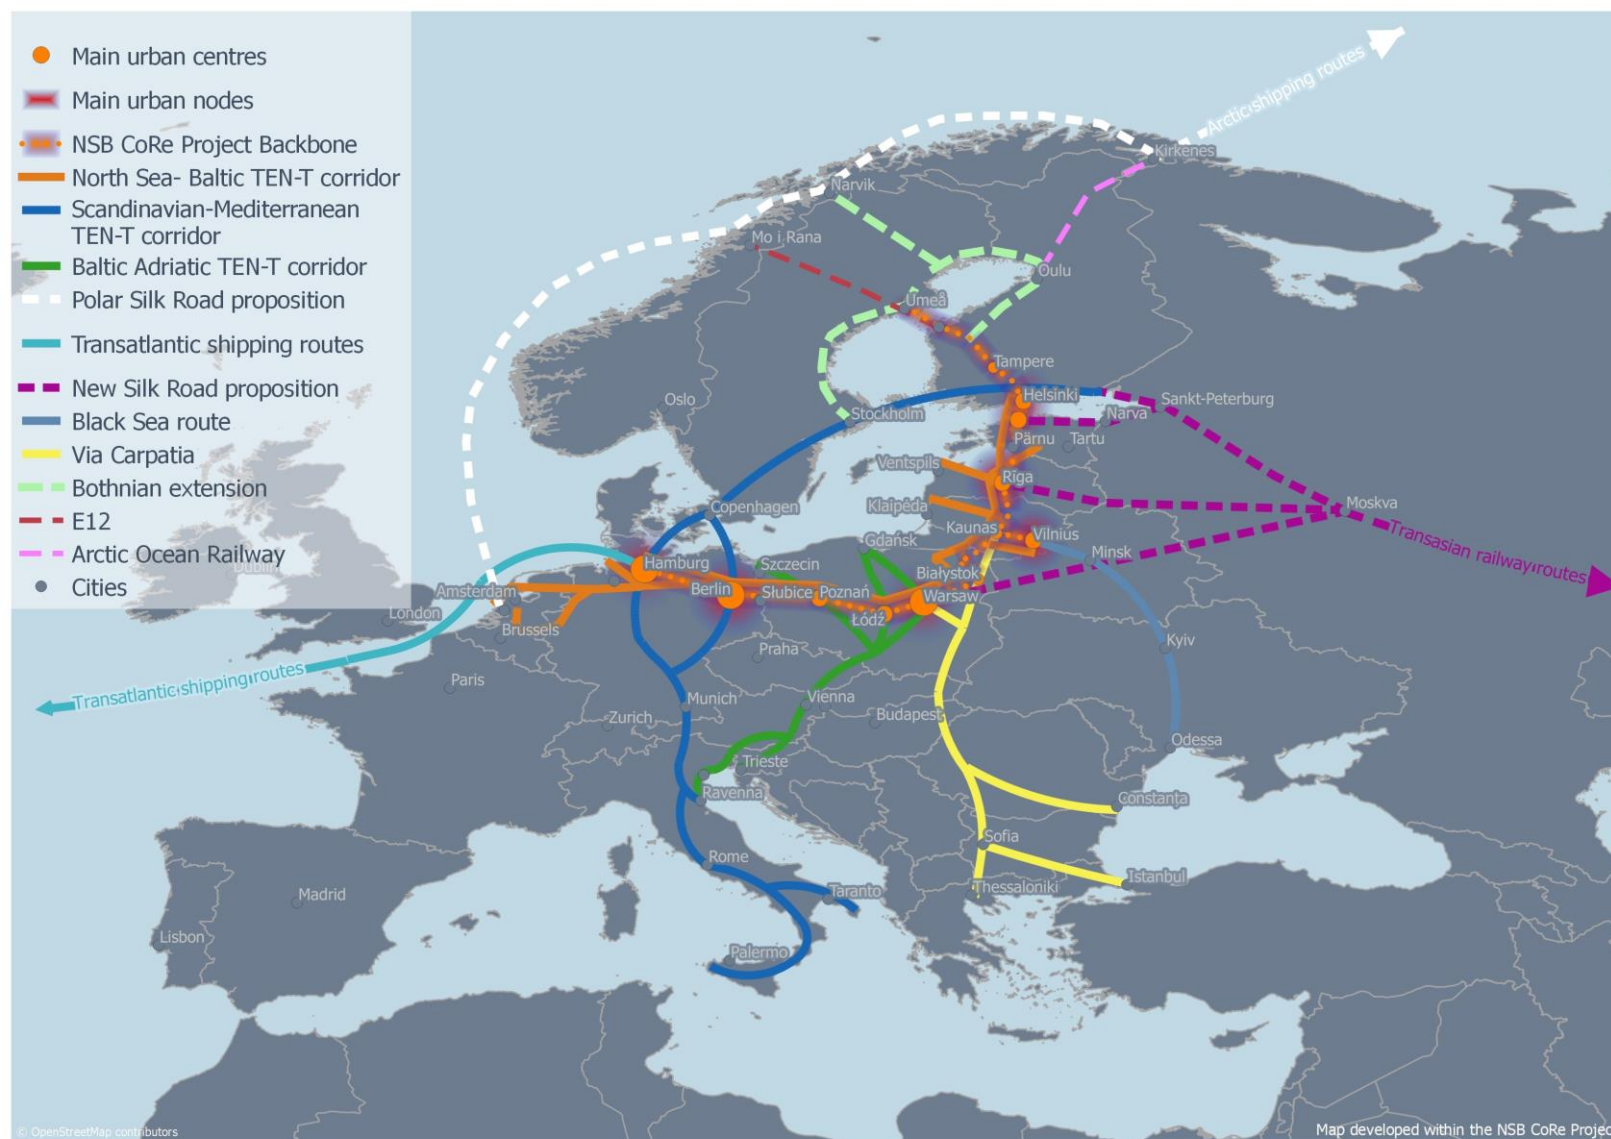 Main urban centres
Main urban nodes
NSB CoRe Project Backbone
North Sea- Baltic TEN-T corridor
Scandinavian-Mediterranean
TEN-T corridor
Baltic Adriatic TEN-T corridor
Polar Silk Road proposition
Transatlantic shipping routes
New Silk Road proposition
Black Sea route
Via Carpatia
Bothnian extension
E12
Arctic Ocean Railway
Cities
Arctic shipping routes
Kirkenes
Narvik
Mo i Rana
Oulu
Umeå
Tampere
Helsinki
Sankt-Peterburg
Oslo
Stockholm
Narva
Pärnu
Tartu
Ventspils
Rīga
Klaipėda
Moskva
Copenhagen
Kaunas
Vilnius
Transasian railway routes
Gdańsk
Minsk
Hamburg
Szczecin
Białystok
Dublin
Amsterdam
Berlin
Słubice
Poznań
Warsaw
London
Łódź
Brussels
Kyiv
Praha
Transatlantic shipping routes
Paris
Munich
Vienna
Zurich
Budapest
Odessa
Trieste
Ravenna
Constanța
Sofia
Rome
Istanbul
Thessaloniki
Taranto
Madrid
Lisbon
Palermo
© OpenStreetMap contributors
Map developed within the NSB CoRe Projec